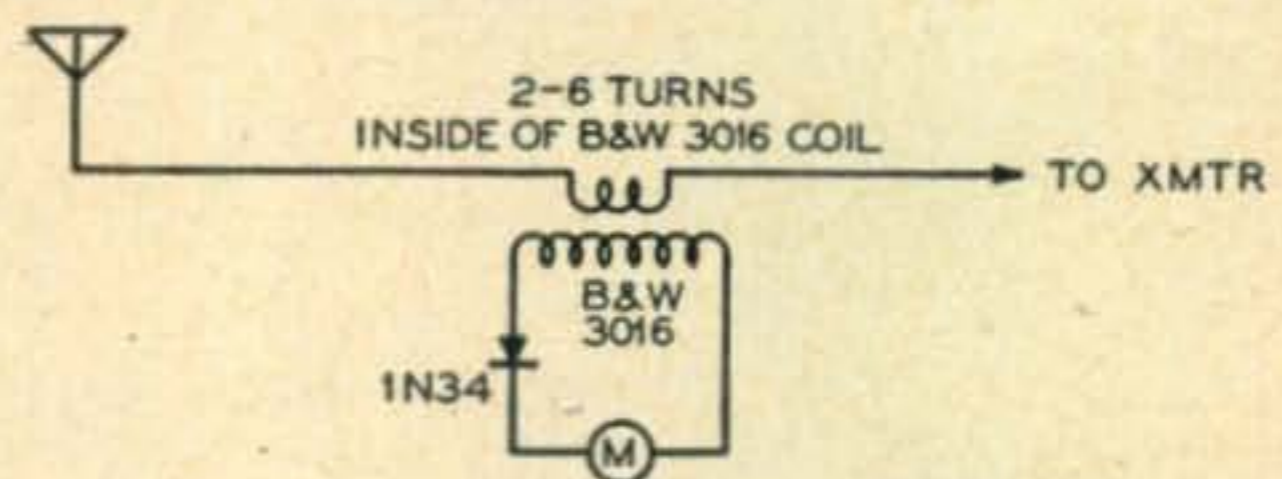 2-6 TURNS
INSIDE OF B&W 3016 COIL
TO XMTR
B&W
3016
1N34
M